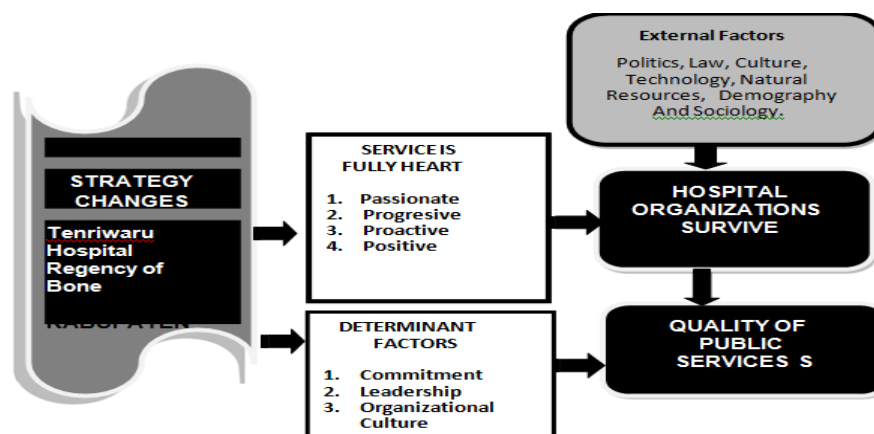 External Factors
Politics, Law, Culture,
Technology, Natural
Resources, Demography
And Sociology.
STRATEGY
CHANGES
Tenriwaru
Hospital
Regency of
Bone
KABUPATEN
SERVICE IS
FULLY HEART
1. Passionate
2. Progresive
3. Proactive
4. Positive
HOSPITAL
ORGANIZATIONS
SURVIVE
DETERMINANT
FACTORS
1. Commitment
2. Leadership
3. Organizational
Culture
QUALITY OF
PUBLIC
SERVICES S